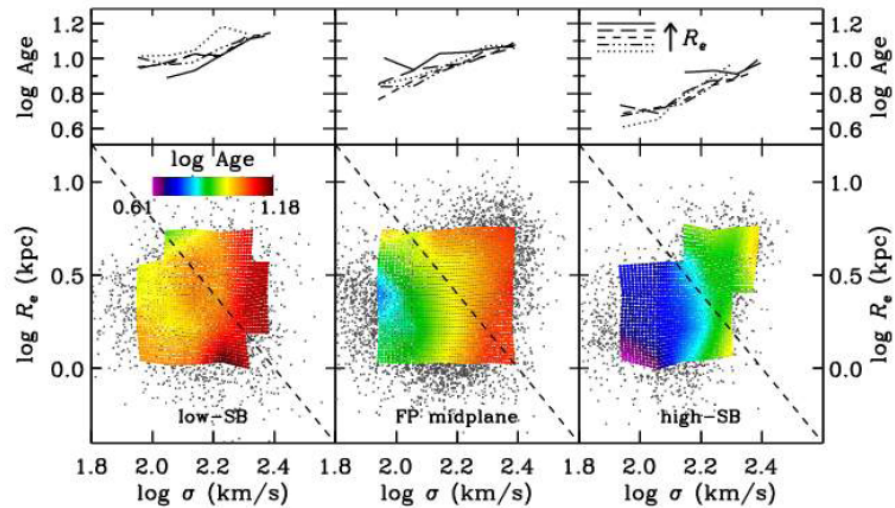 1.2
1.0
0.8
0.6
log Age
R_e
1.2
1.0
0.8
0.6
log Age
log Age
0.61
1.18
1.0
0.5
0.0
log R_e (kpc)
low-SB
FP midplane
high-SB
1.0
0.5
0.0
log R_e (kpc)
1.8 2.0 2.2 2.4 2.0 2.2 2.4 2.0 2.2 2.4
log σ (km/s)
log σ (km/s)
log σ (km/s)